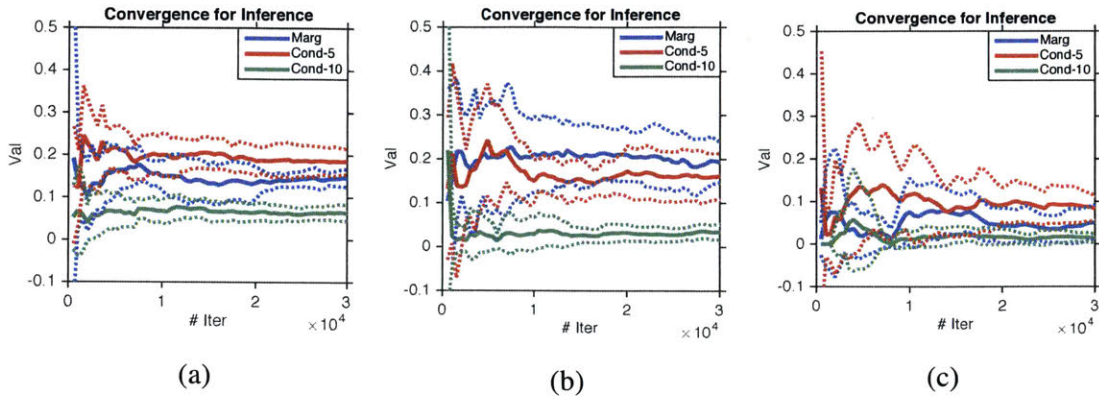 Convergence for Inference
Marg
Cond-5
Cond-10
0.5
0.4
0.3
0.2
0.1
0
-0.1
Val
0 1 2 3
# Iter
× 10⁴
(a)
Convergence for Inference
Marg
Cond-5
Cond-10
0.5
0.4
0.3
0.2
0.1
0
-0.1
Val
0 1 2 3
# Iter
× 10⁴
(b)
Convergence for Inference
Marg
Cond-5
Cond-10
0.5
0.4
0.3
0.2
0.1
0
-0.1
Val
0 1 2 3
# Iter
× 10⁴
(c)